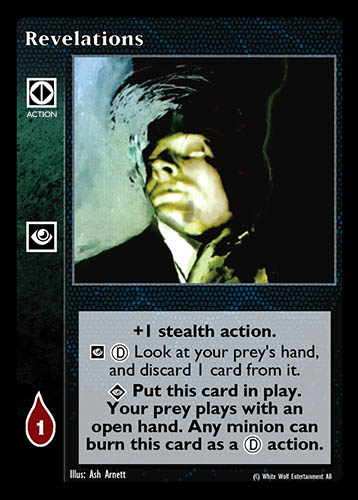 Revelations
ACTION
+1 stealth action.
D Look at your prey's hand,
and discard 1 card from it.
Put this card in play.
Your prey plays with an
open hand. Any minion can
burn this card as a D action.
1
Illus: Ash Arnett
(C) White Wolf Entertainment AB